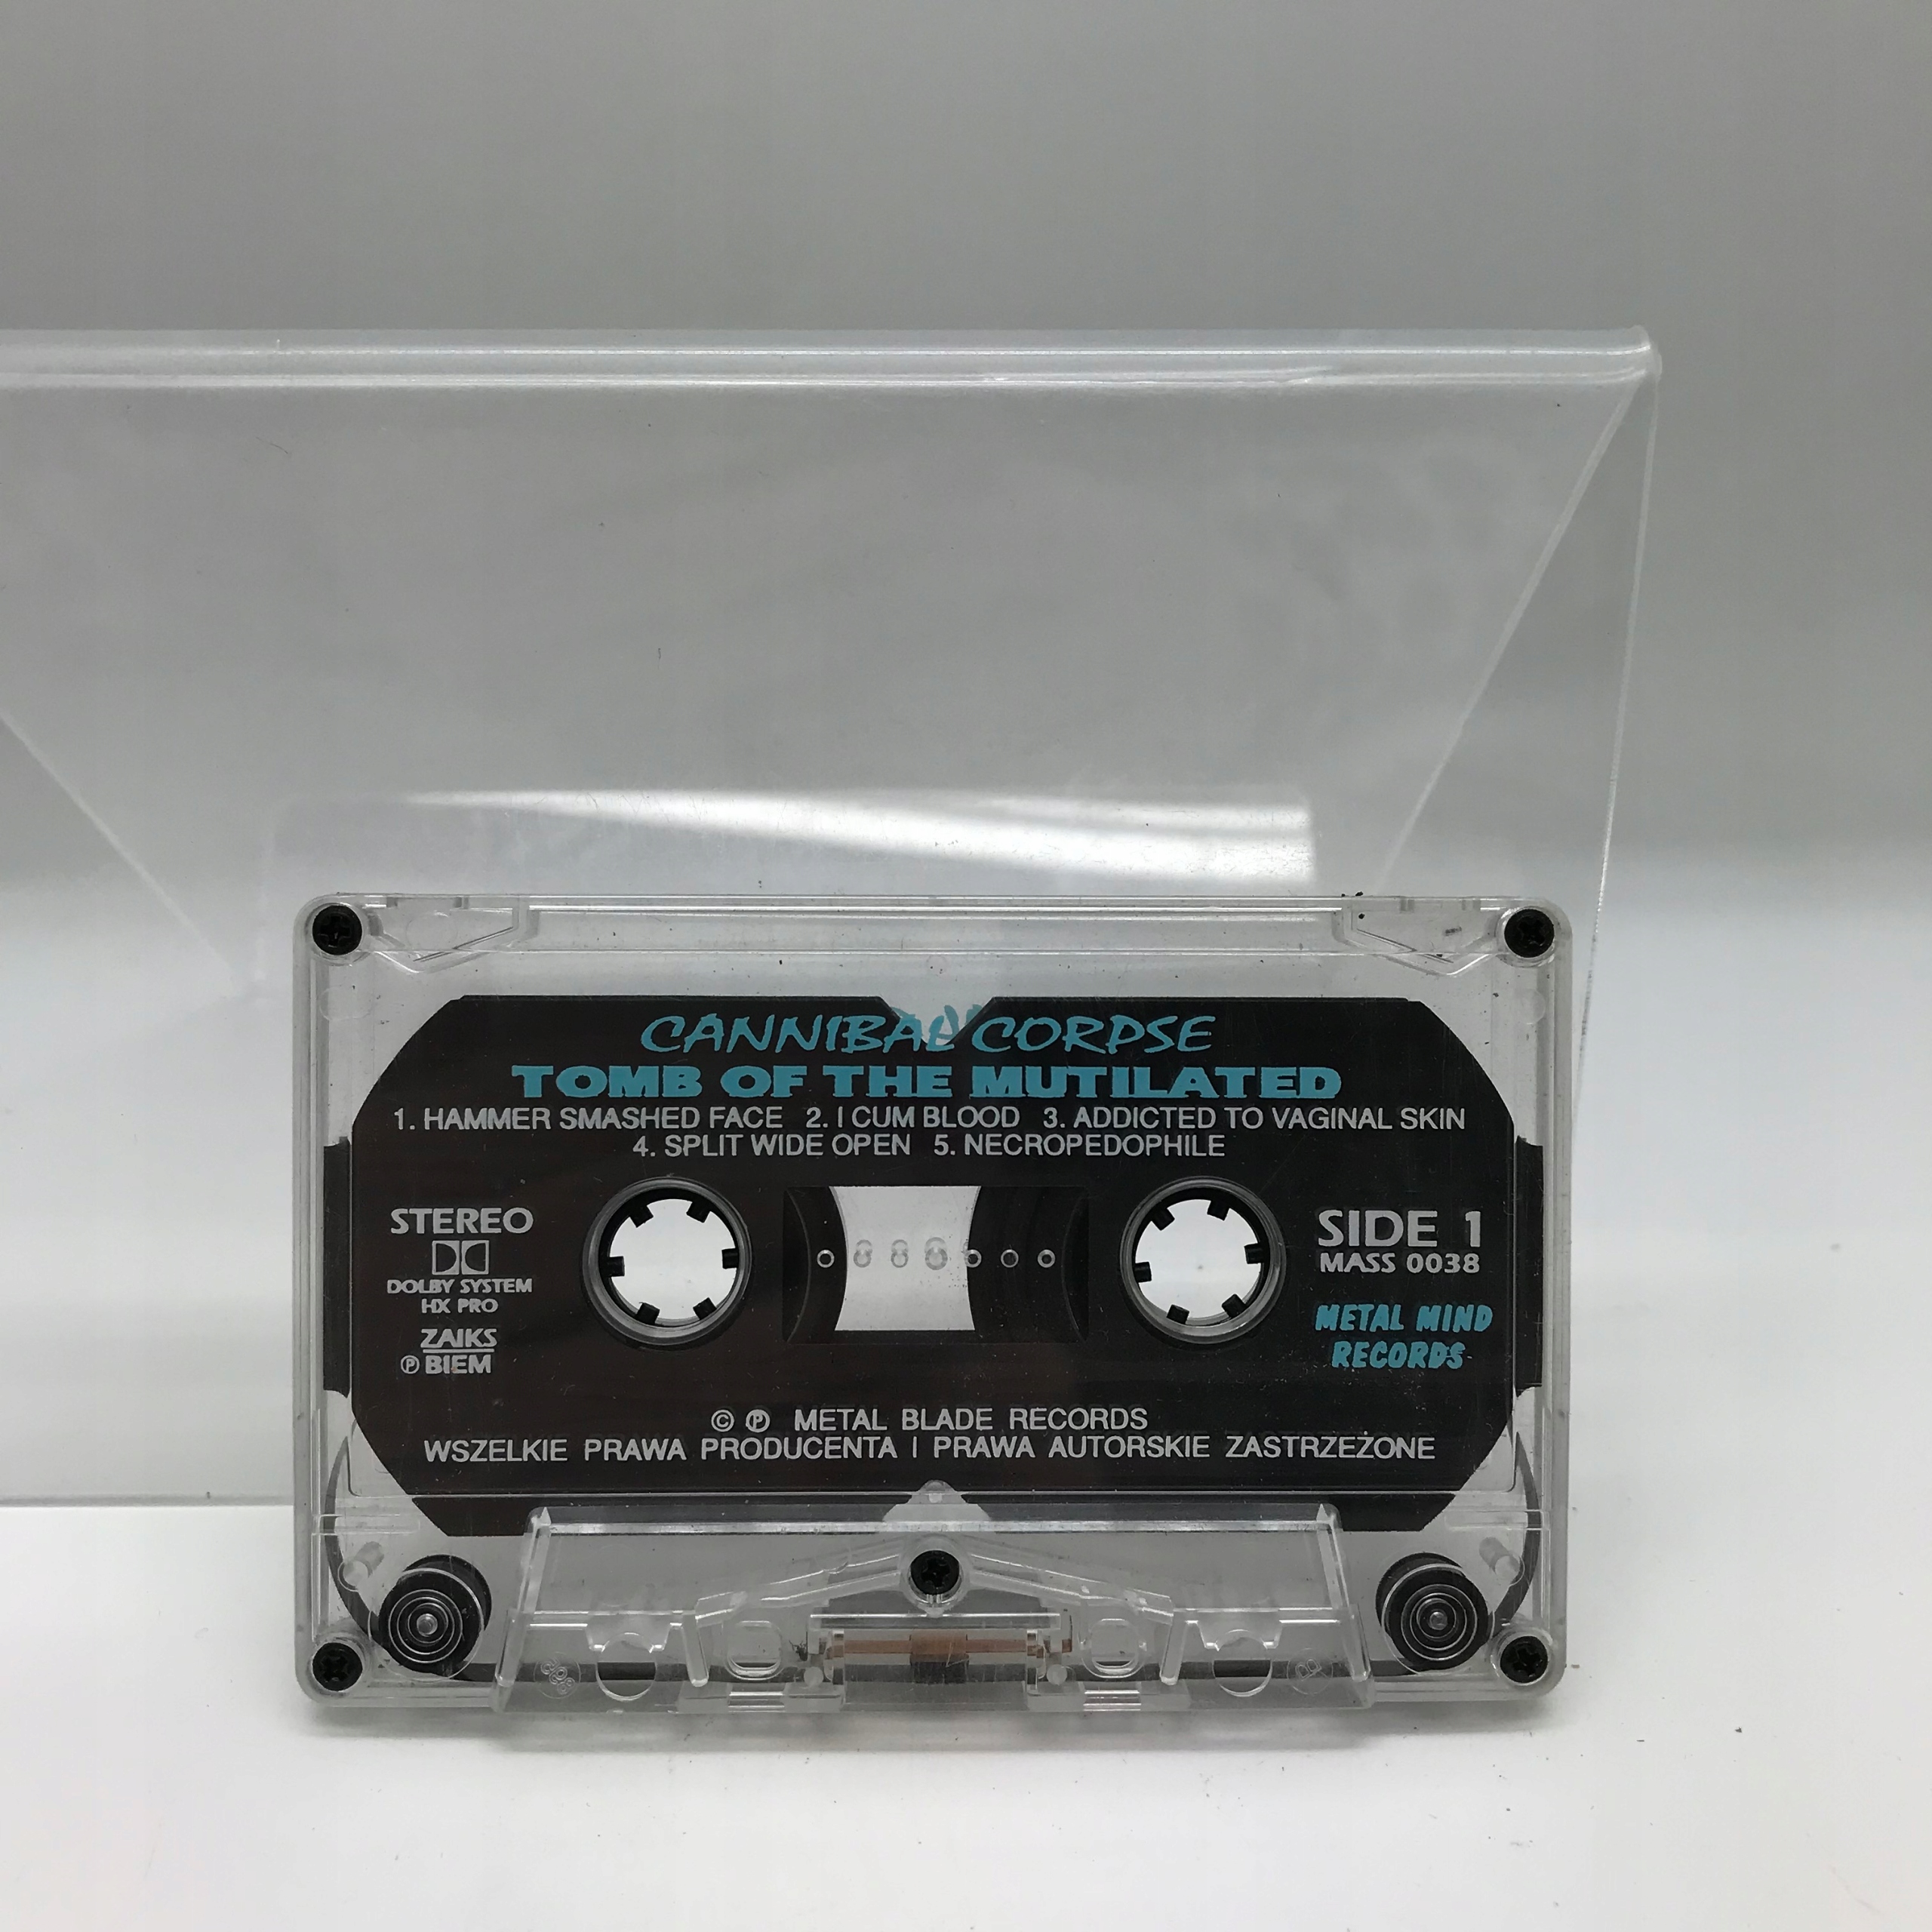 CANNIBAL CORPSE
TOMB OF THE MUTILATED
1. HAMMER SMASHED FACE 2. I CUM BLOOD 3. ADDICTED TO VAGINAL SKIN
4. SPLIT WIDE OPEN 5. NECROPEDOPHILE
STEREO
DOLBY SYSTEM
HX PRO
ZAIKS
℗ BIEM
SIDE 1
MASS 0038
METAL MIND
RECORDS
© ℗ METAL BLADE RECORDS
WSZELKIE PRAWA PRODUCENTA I PRAWA AUTORSKIE ZASTRZEŻONE